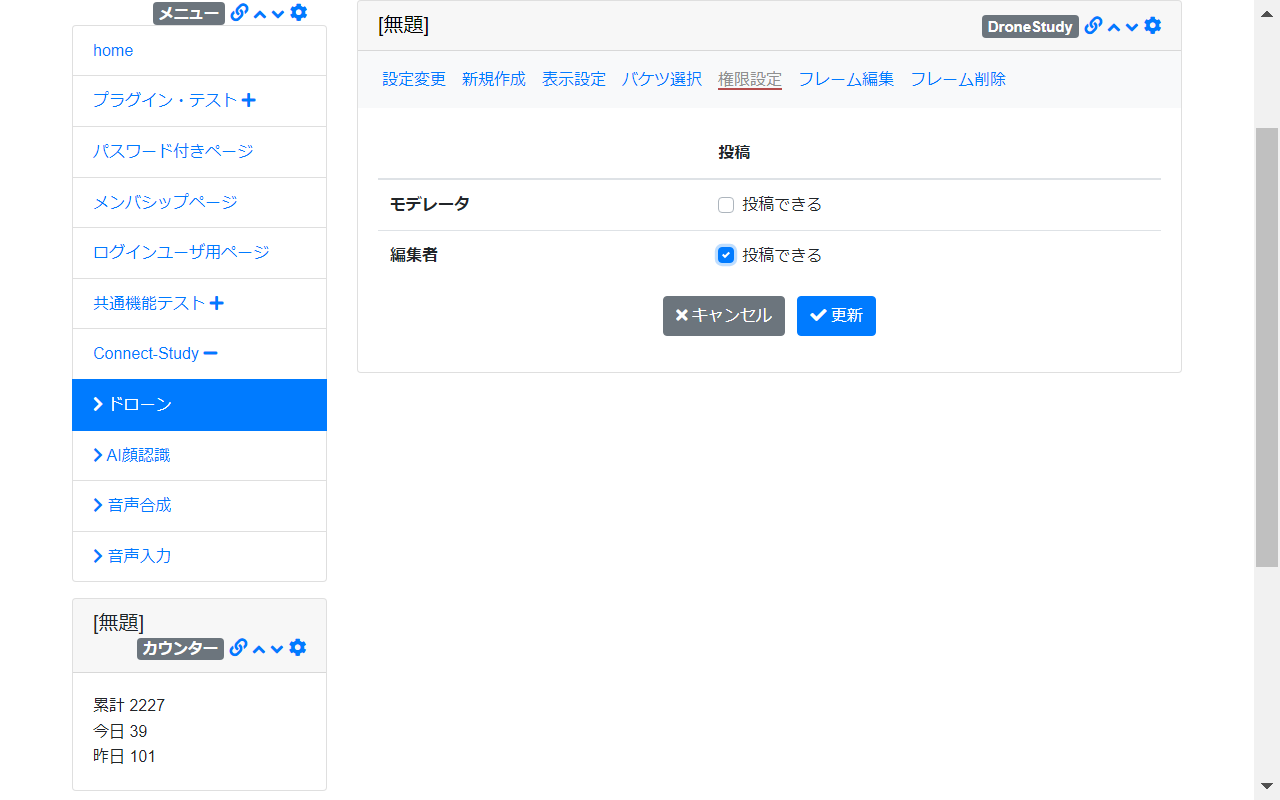 メニュー
home
プラグイン・テスト
パスワード付きページ
メンバシップページ
ログインユーザ用ページ
共通機能テスト
Connect-Study
ドローン
AI顔認識
音声合成
音声入力
[無題]
カウンター
累計 2227
今日 39
昨日 101
[無題] DroneStudy
設定変更 新規作成 表示設定 バケツ選択 権限設定 フレーム編集 フレーム削除
投稿
モデレータ 投稿できる
編集者 投稿できる
キャンセル 更新